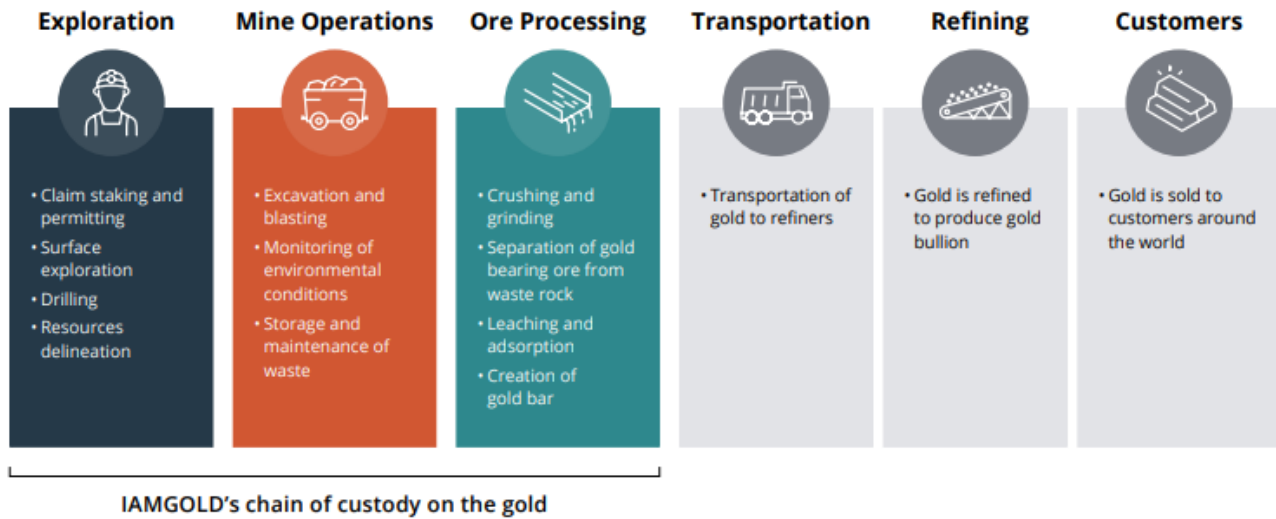 Exploration
Mine Operations
Ore Processing
Transportation
Refining
Customers
• Claim staking and
permitting
• Surface
exploration
• Drilling
• Resources
delineation
• Excavation and
blasting
• Monitoring of
environmental
conditions
• Storage and
maintenance of
waste
• Crushing and
grinding
• Separation of gold
bearing ore from
waste rock
• Leaching and
adsorption
• Creation of
gold bar
• Transportation of
gold to refiners
• Gold is refined
to produce gold
bullion
• Gold is sold to
customers around
the world
IAMGOLD’s chain of custody on the gold